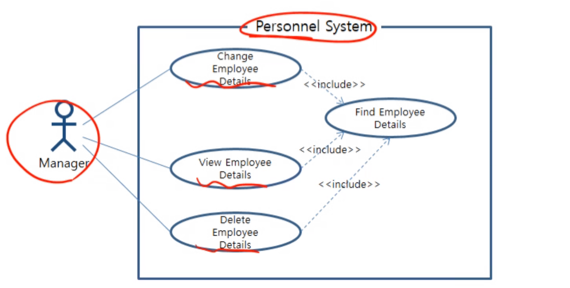 Personnel System
Change
Employee
Details
<<include>>
Find Employee
Details
Manager
<<include>>
View Employee
Details
<<include>>
Delete
Employee
Details